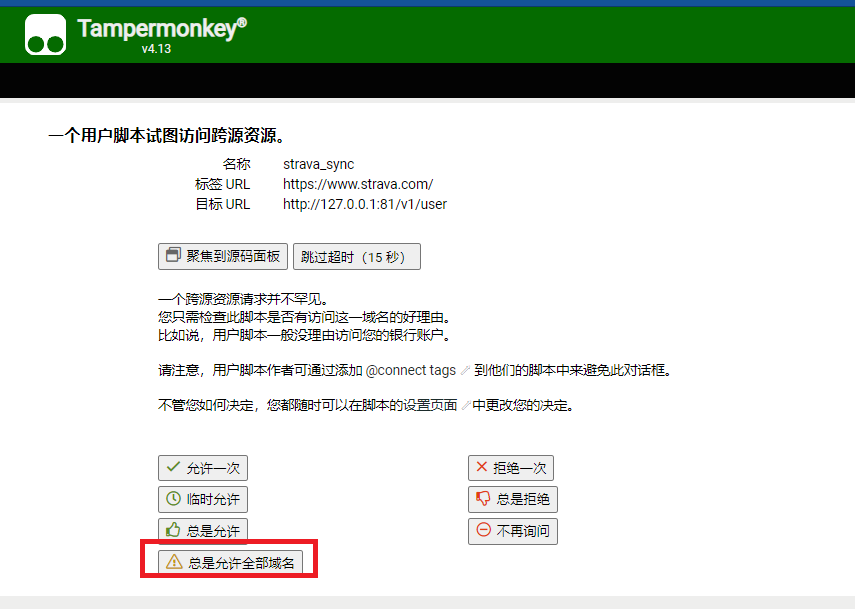 Tampermonkey®
v4.13
一个用户脚本试图访问跨源资源。
名称 strava_sync
标签 URL https://www.strava.com/
目标 URL http://127.0.0.1:81/v1/user
聚焦到源码面板 跳过超时（15 秒）
一个跨源资源请求并不罕见。
您只需检查此脚本是否有访问这一域名的好理由。
比如说，用户脚本一般没理由访问您的银行账户。
请注意，用户脚本作者可通过添加 @connect tags 到他们的脚本中来避免此对话框。
不管您如何决定，您都随时可以在脚本的设置页面 中更改您的决定。
允许一次 拒绝一次
临时允许 总是拒绝
总是允许 不再询问
总是允许全部域名